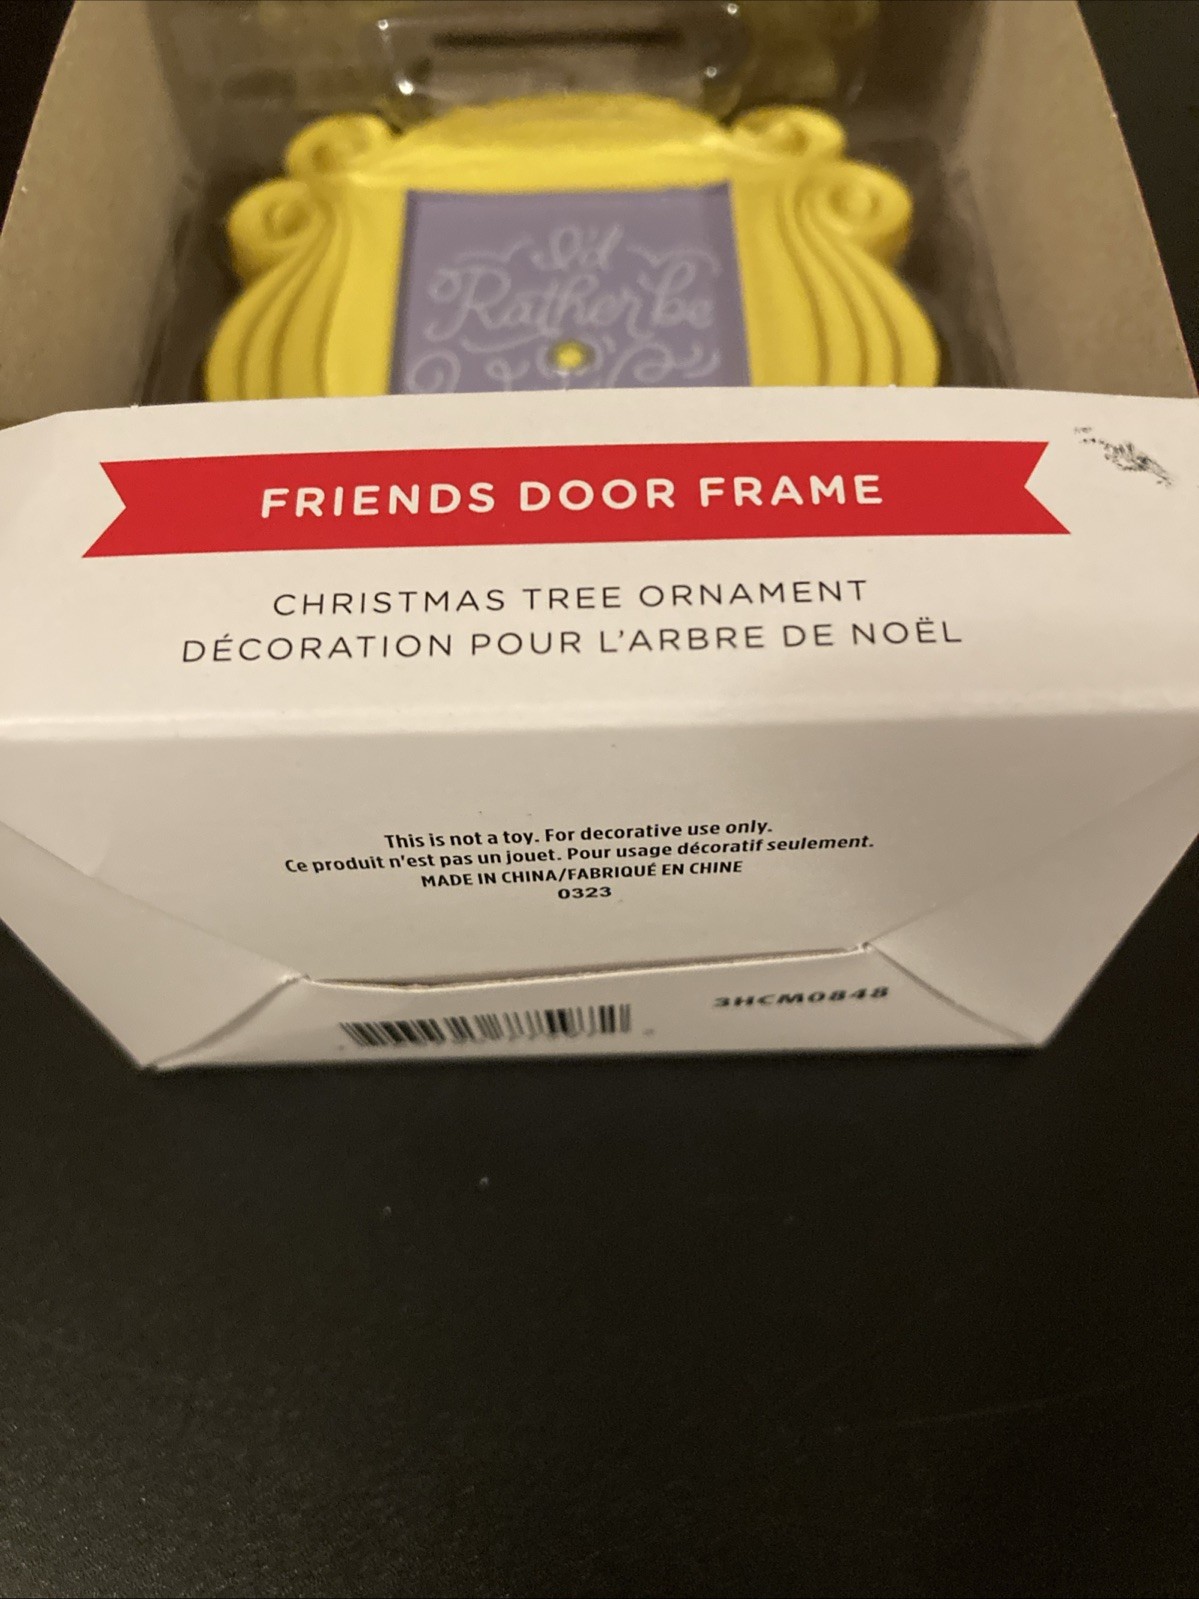 I'd
Rather be
FRIENDS DOOR FRAME
CHRISTMAS TREE ORNAMENT
DÉCORATION POUR L'ARBRE DE NOËL
This is not a toy. For decorative use only.
Ce produit n'est pas un jouet. Pour usage décoratif seulement.
MADE IN CHINA/FABRIQUÉ EN CHINE
0323
3HCM0848